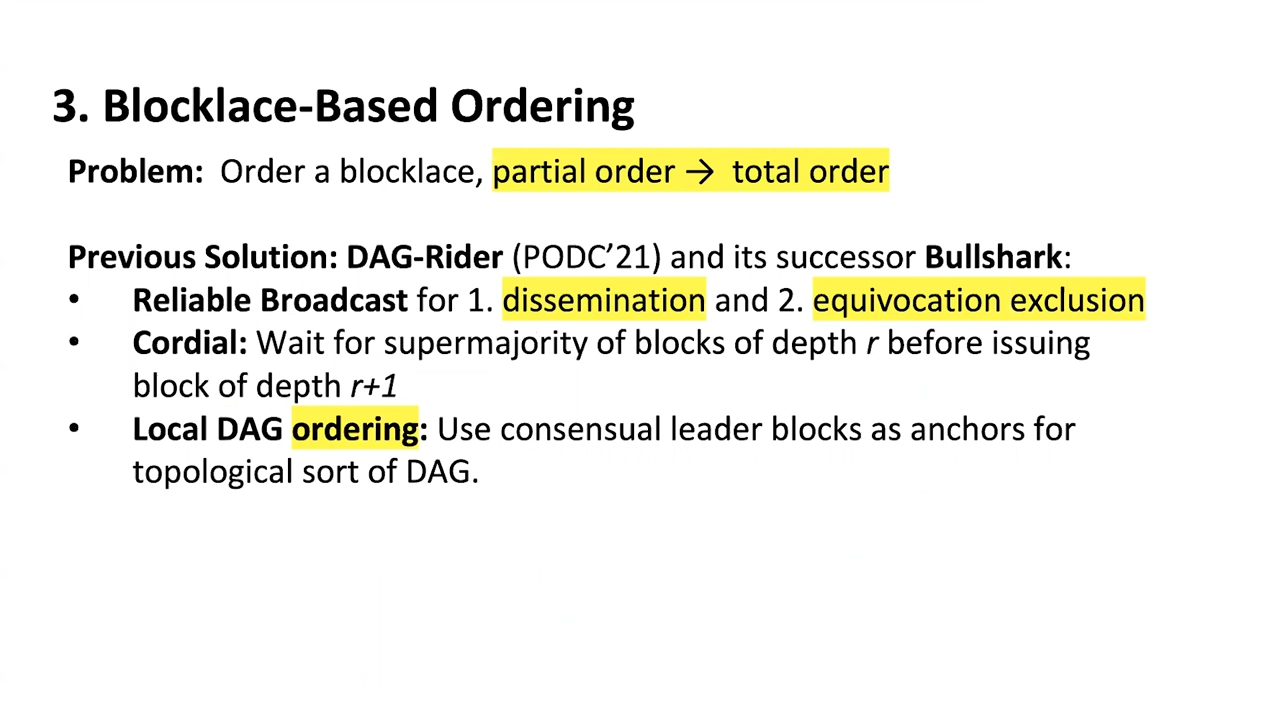 3. Blocklace-Based Ordering
Problem: Order a blocklace, partial order → total order
Previous Solution: DAG-Rider (PODC’21) and its successor Bullshark:
• Reliable Broadcast for 1. dissemination and 2. equivocation exclusion
• Cordial: Wait for supermajority of blocks of depth r before issuing
block of depth r+1
• Local DAG ordering: Use consensual leader blocks as anchors for
topological sort of DAG.